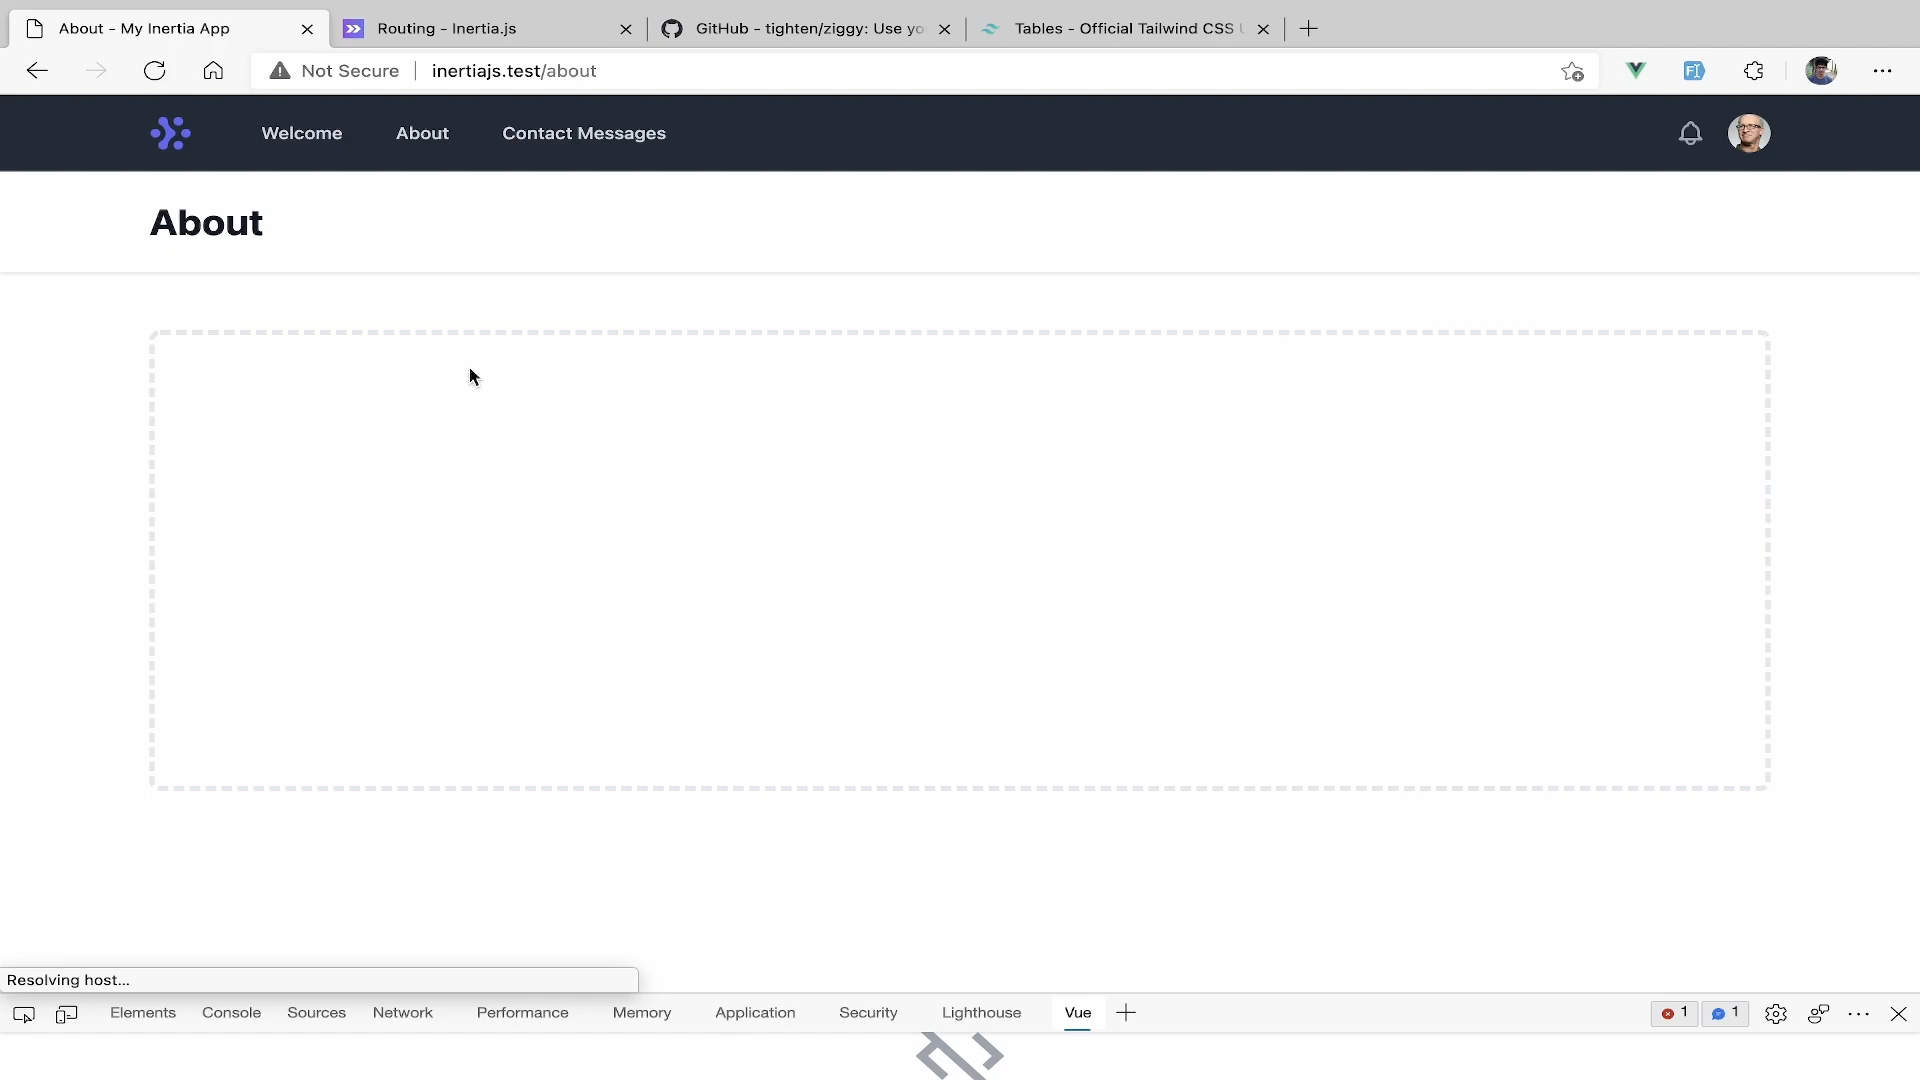 About - My Inertia App
Routing - Inertia.js
GitHub - tighten/ziggy: Use yo
Tables - Official Tailwind CSS
Not Secure
inertiajs.test/about
Welcome
About
Contact Messages
About
Resolving host...
Elements
Console
Sources
Network
Performance
Memory
Application
Security
Lighthouse
Vue
1
1